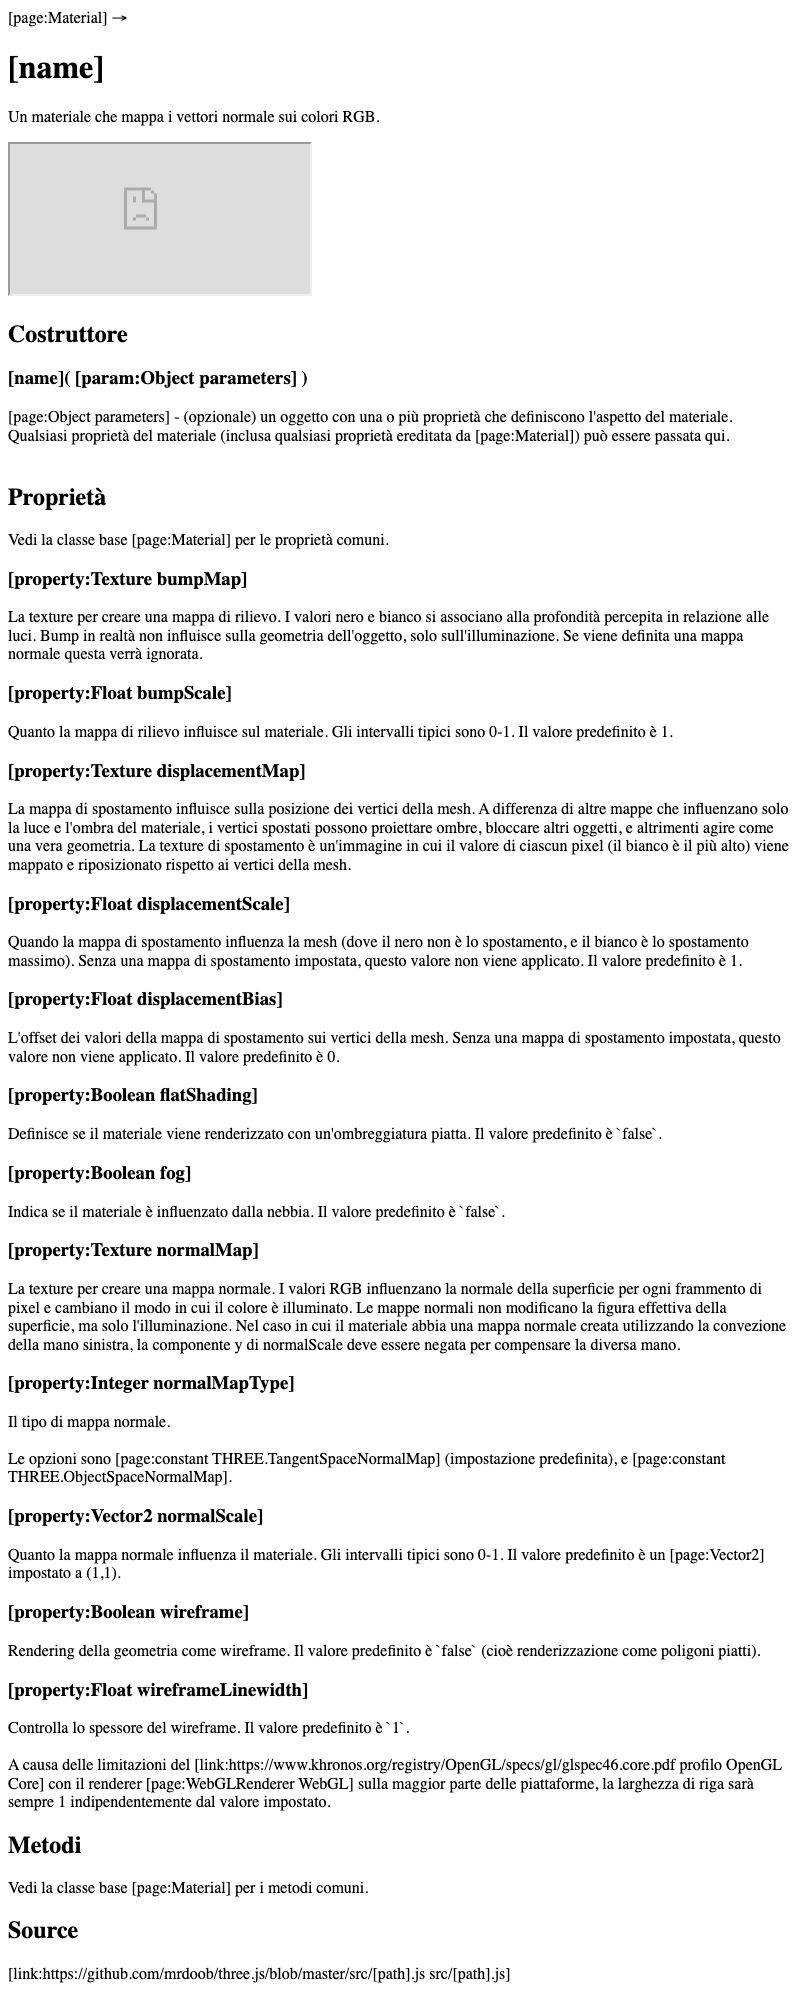 [page:Material] →
[name]
Un materiale che mappa i vettori normale sui colori RGB.
Costruttore
[name]( [param:Object parameters] )
[page:Object parameters] - (opzionale) un oggetto con una o più proprietà che definiscono l'aspetto del materiale.
Qualsiasi proprietà del materiale (inclusa qualsiasi proprietà ereditata da [page:Material]) può essere passata qui.
Proprietà
Vedi la classe base [page:Material] per le proprietà comuni.
[property:Texture bumpMap]
La texture per creare una mappa di rilievo. I valori nero e bianco si associano alla profondità percepita in relazione alle
luci. Bump in realtà non influisce sulla geometria dell'oggetto, solo sull'illuminazione. Se viene definita una mappa
normale questa verrà ignorata.
[property:Float bumpScale]
Quanto la mappa di rilievo influisce sul materiale. Gli intervalli tipici sono 0-1. Il valore predefinito è 1.
[property:Texture displacementMap]
La mappa di spostamento influisce sulla posizione dei vertici della mesh. A differenza di altre mappe che influenzano solo
la luce e l'ombra del materiale, i vertici spostati possono proiettare ombre, bloccare altri oggetti, e altrimenti agire come
una vera geometria. La texture di spostamento è un'immagine in cui il valore di ciascun pixel (il bianco è il più alto) viene
mappato e riposizionato rispetto ai vertici della mesh.
[property:Float displacementScale]
Quando la mappa di spostamento influenza la mesh (dove il nero non è lo spostamento, e il bianco è lo spostamento
massimo). Senza una mappa di spostamento impostata, questo valore non viene applicato. Il valore predefinito è 1.
[property:Float displacementBias]
L'offset dei valori della mappa di spostamento sui vertici della mesh. Senza una mappa di spostamento impostata, questo
valore non viene applicato. Il valore predefinito è 0.
[property:Boolean flatShading]
Definisce se il materiale viene renderizzato con un'ombreggiatura piatta. Il valore predefinito è `false`.
[property:Boolean fog]
Indica se il materiale è influenzato dalla nebbia. Il valore predefinito è `false`.
[property:Texture normalMap]
La texture per creare una mappa normale. I valori RGB influenzano la normale della superficie per ogni frammento di
pixel e cambiano il modo in cui il colore è illuminato. Le mappe normali non modificano la figura effettiva della
superficie, ma solo l'illuminazione. Nel caso in cui il materiale abbia una mappa normale creata utilizzando la convezione
della mano sinistra, la componente y di normalScale deve essere negata per compensare la diversa mano.
[property:Integer normalMapType]
Il tipo di mappa normale.
Le opzioni sono [page:constant THREE.TangentSpaceNormalMap] (impostazione predefinita), e [page:constant
THREE.ObjectSpaceNormalMap].
[property:Vector2 normalScale]
Quanto la mappa normale influenza il materiale. Gli intervalli tipici sono 0-1. Il valore predefinito è un [page:Vector2]
impostato a (1,1).
[property:Boolean wireframe]
Rendering della geometria come wireframe. Il valore predefinito è `false` (cioè renderizzazione come poligoni piatti).
[property:Float wireframeLinewidth]
Controlla lo spessore del wireframe. Il valore predefinito è `1`.
A causa delle limitazioni del [link:https://www.khronos.org/registry/OpenGL/specs/gl/glspec46.core.pdf profilo OpenGL
Core] con il renderer [page:WebGLRenderer WebGL] sulla maggior parte delle piattaforme, la larghezza di riga sarà
sempre 1 indipendentemente dal valore impostato.
Metodi
Vedi la classe base [page:Material] per i metodi comuni.
Source
[link:https://github.com/mrdoob/three.js/blob/master/src/[path].js src/[path].js]